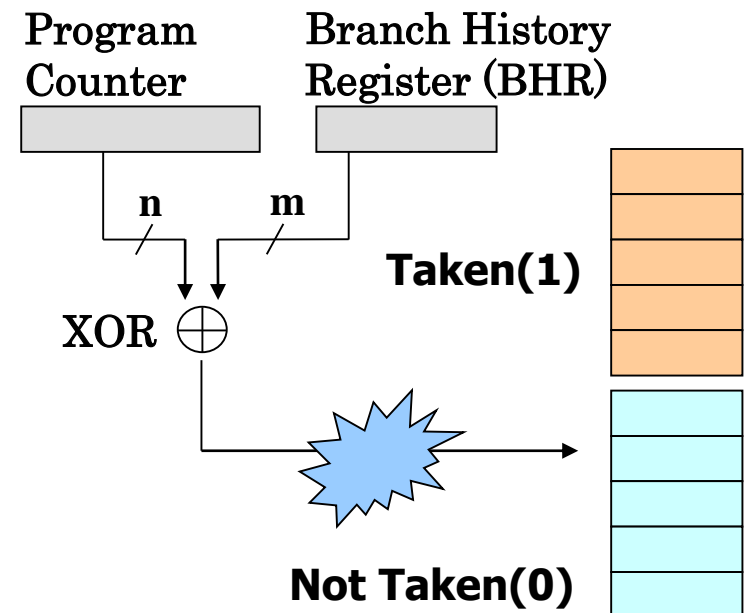 Program
Counter
Branch History
Register (BHR)
n
m
Taken(1)
XOR
Not Taken(0)